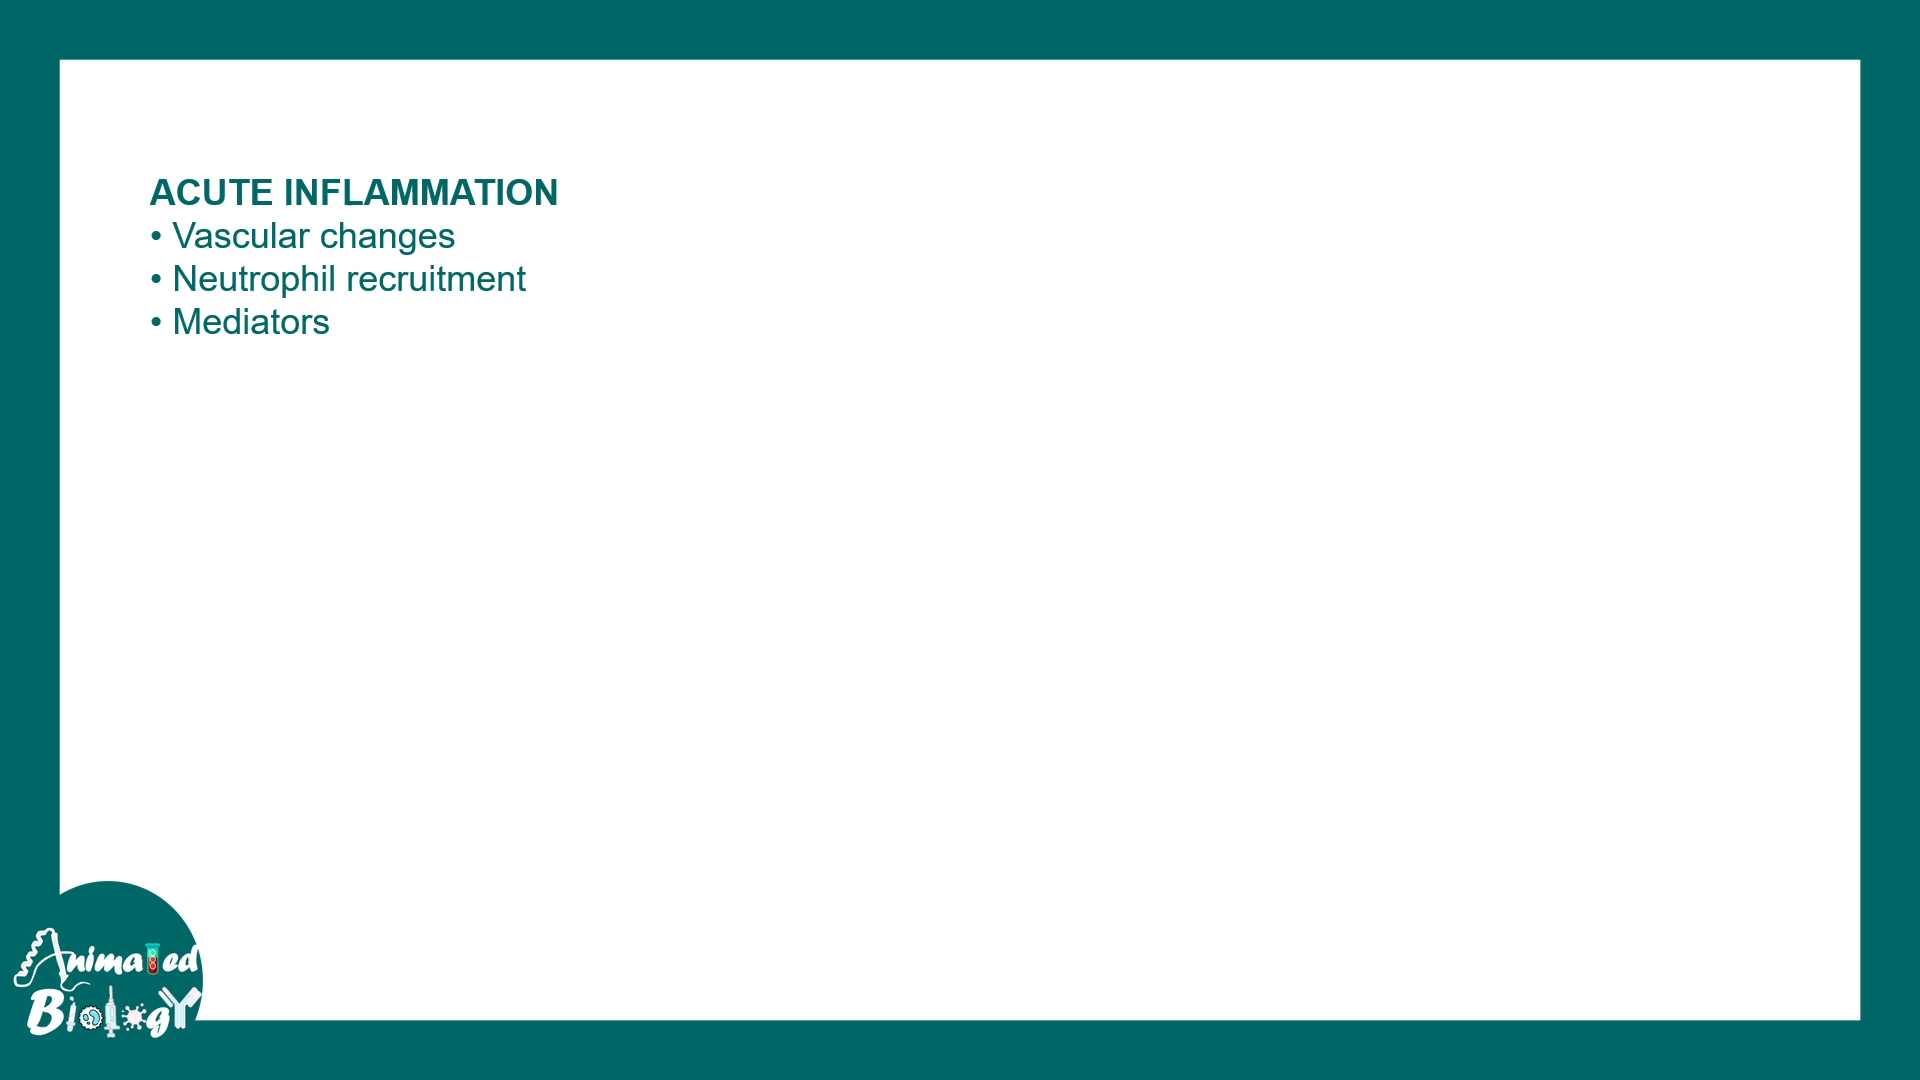 ACUTE INFLAMMATION
• Vascular changes
• Neutrophil recruitment
• Mediators
Animated
Biology